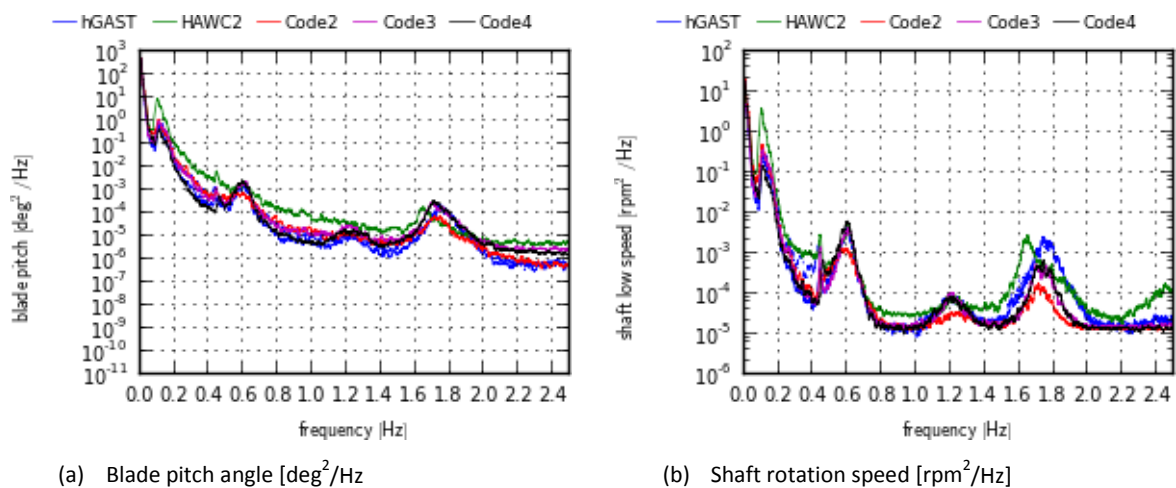 hGAST HAWC2 Code2 Code3 Code4
hGAST HAWC2 Code2 Code3 Code4
blade pitch [deg² / Hz]
10³
10²
10¹
10⁰
10⁻¹
10⁻²
10⁻³
10⁻⁴
10⁻⁵
10⁻⁶
10⁻⁷
10⁻⁸
10⁻⁹
10⁻¹⁰
10⁻¹¹
0.0 0.2 0.4 0.6 0.8 1.0 1.2 1.4 1.6 1.8 2.0 2.2 2.4
frequency [Hz]
shaft low speed [rpm² / Hz]
10²
10¹
10⁰
10⁻¹
10⁻²
10⁻³
10⁻⁴
10⁻⁵
10⁻⁶
0.0 0.2 0.4 0.6 0.8 1.0 1.2 1.4 1.6 1.8 2.0 2.2 2.4
frequency [Hz]
(a) Blade pitch angle [deg²/Hz
(b) Shaft rotation speed [rpm²/Hz]